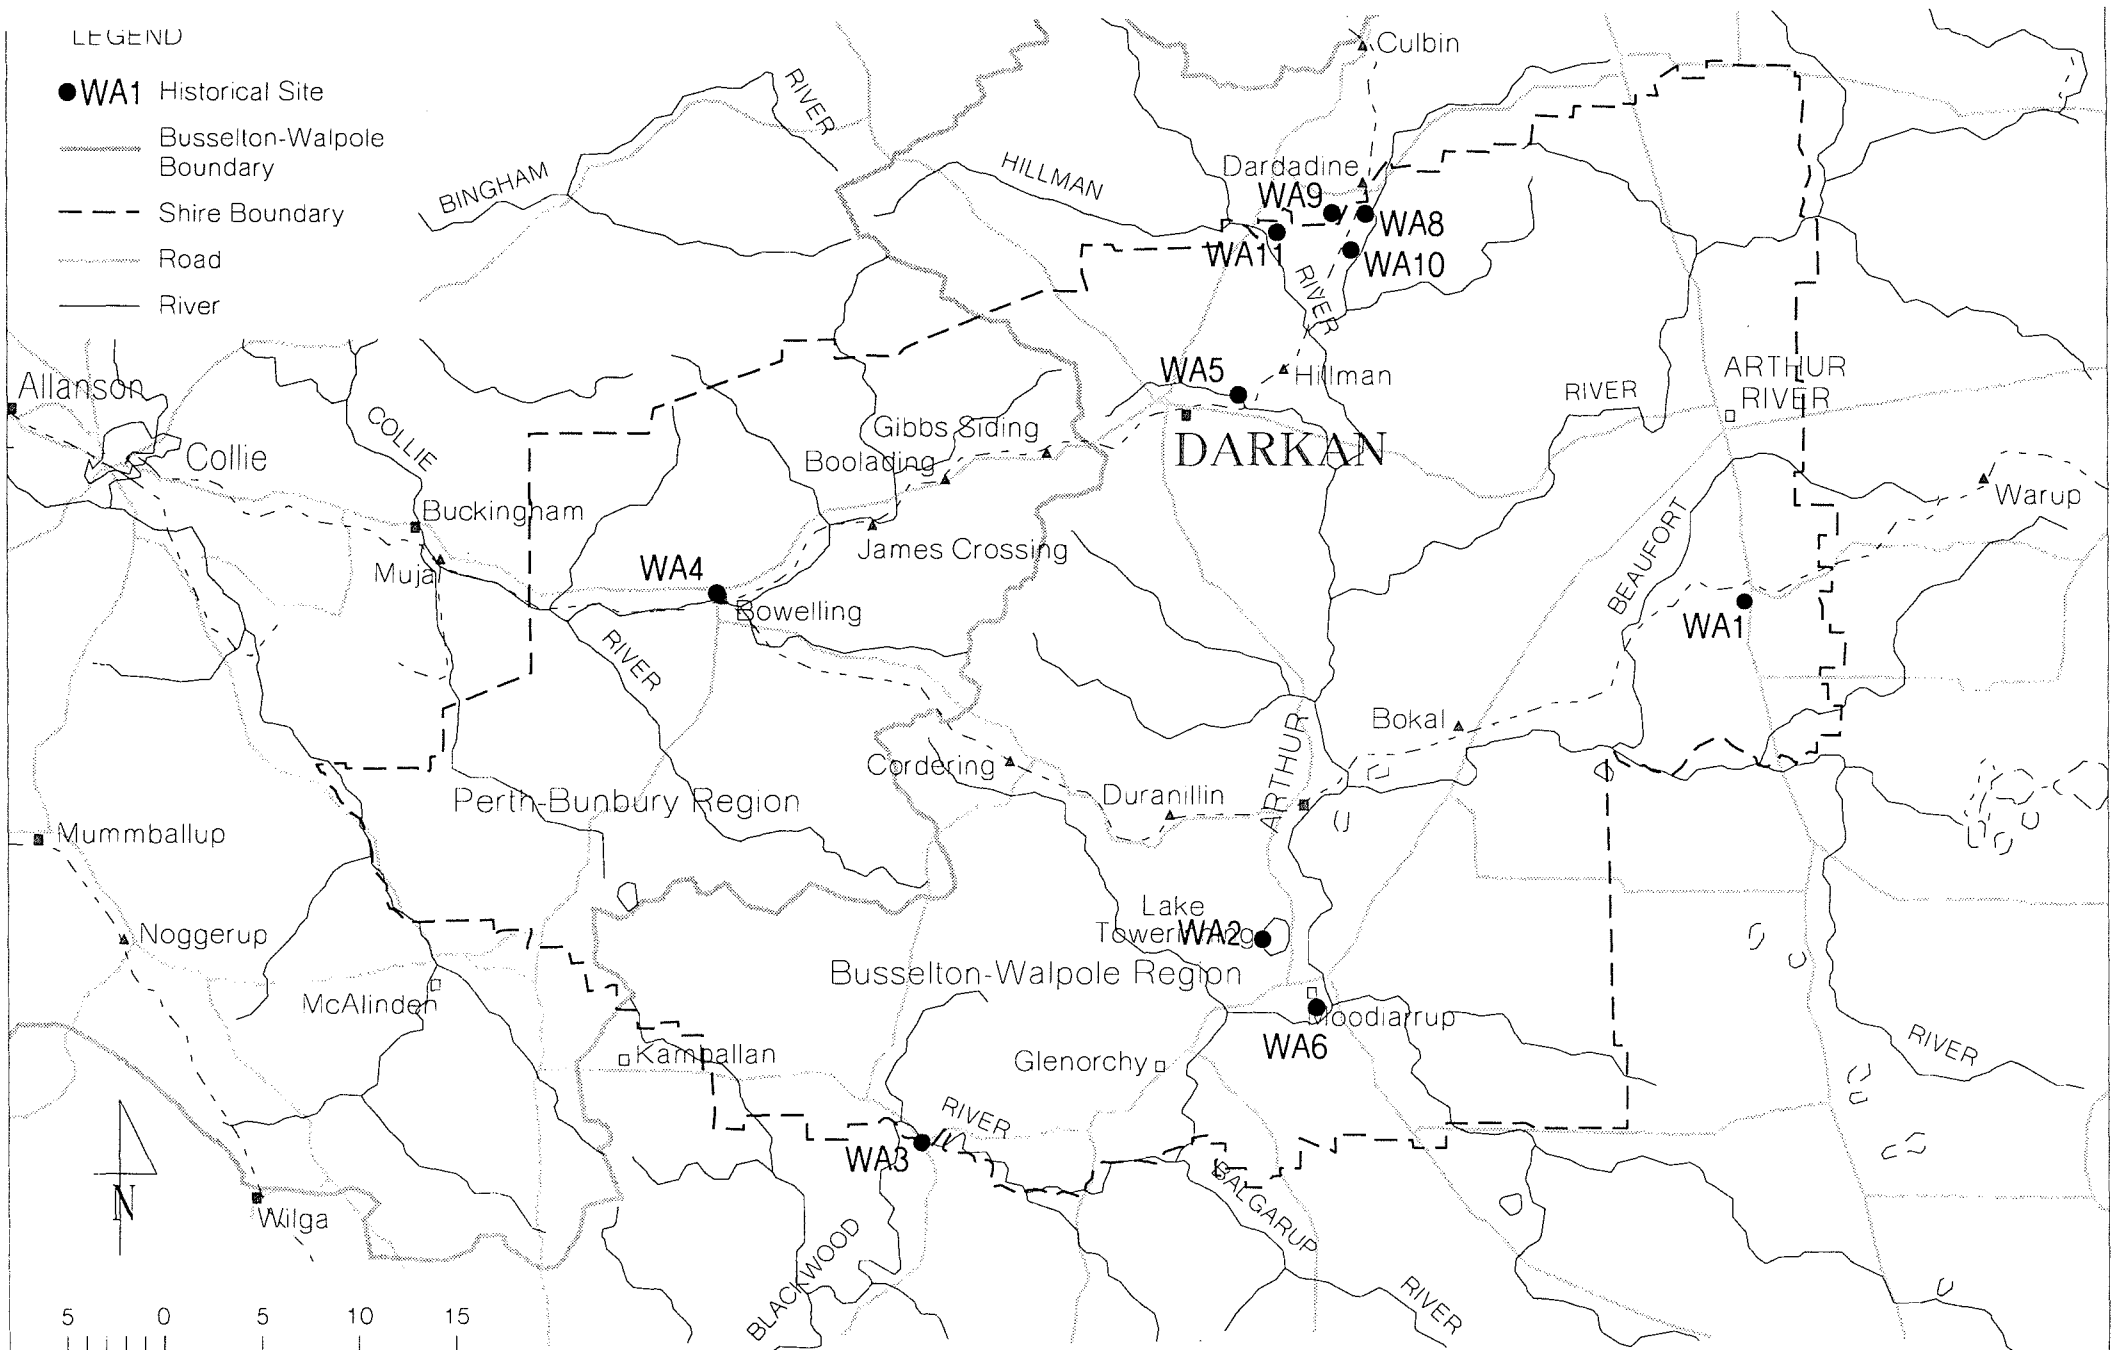 LEGEND
WA1 Historical Site
Busselton-Walpole
Boundary
Shire Boundary
Road
River
Culbin
RIVER
BINGHAM
HILLMAN
Dardadine
WA9
WA8
WA11
WA10
RIVER
Allanson
COLLIE
Collie
WA5
Hillman
Gibbs Siding
Boolading
DARKAN
RIVER
ARTHUR
RIVER
Warup
Buckingham
James Crossing
Muja
WA4
Bowelling
RIVER
BEAUFORT
WA1
Bokal
ARTHUR
Cordering
Duranillin
Perth-Bunbury Region
Mummballup
Noggerup
McAlinden
Lake
Towerinning
WA2
Busselton-Walpole Region
Moodiarrup
WA6
Kampallan
Glenorchy
RIVER
RIVER
WA3
BALGARUP
RIVER
BLACKWOOD
Wilga
N
5 0 5 10 15